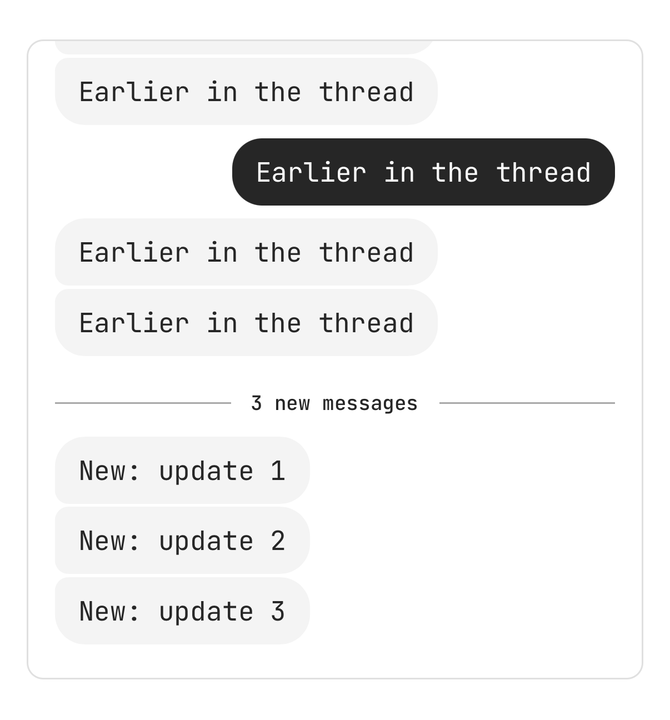 Earlier in the thread
Earlier in the thread
Earlier in the thread
Earlier in the thread
3 new messages
New: update 1
New: update 2
New: update 3